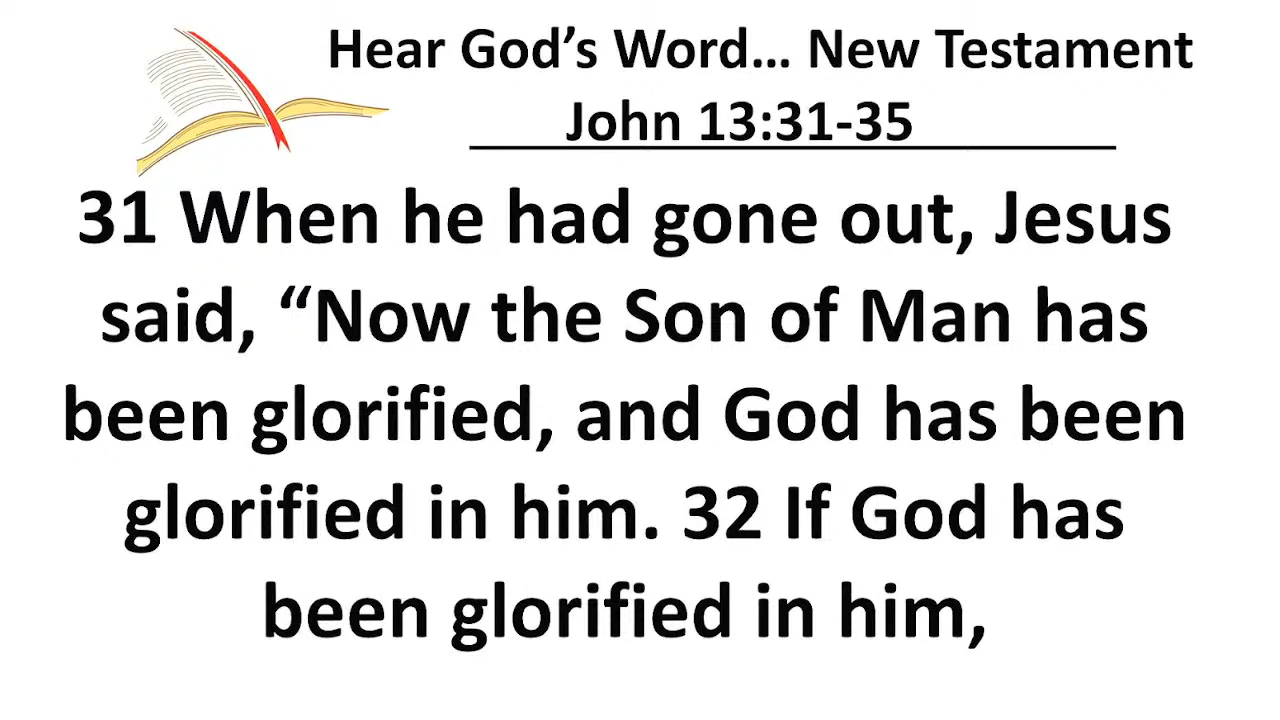 Hear God’s Word... New Testament
John 13:31-35
31 When he had gone out, Jesus
said, “Now the Son of Man has
been glorified, and God has been
glorified in him. 32 If God has
been glorified in him,